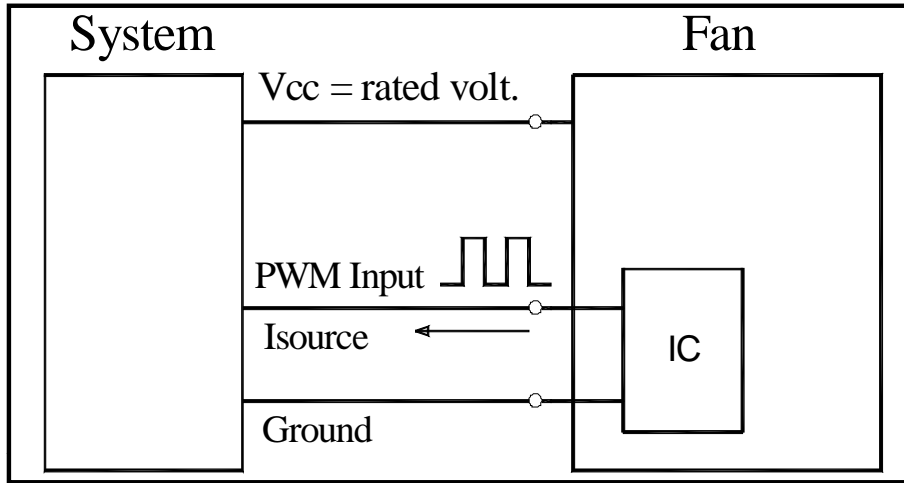 System
Fan
Vcc = rated volt.
PWM Input
Isource
IC
Ground